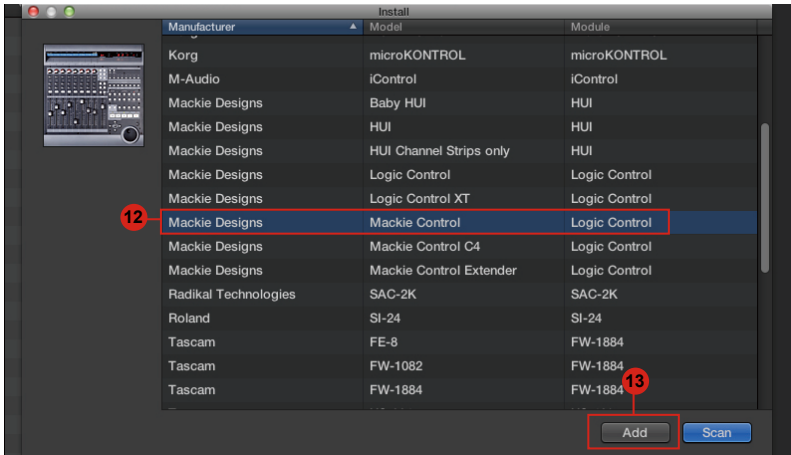 Install
Manufacturer Model Module
Korg microKONTROL microKONTROL
M-Audio iControl iControl
Mackie Designs Baby HUI HUI
Mackie Designs HUI HUI
Mackie Designs HUI Channel Strips only HUI
Mackie Designs Logic Control Logic Control
Mackie Designs Logic Control XT Logic Control
12 Mackie Designs Mackie Control Logic Control
Mackie Designs Mackie Control C4 Logic Control
Mackie Designs Mackie Control Extender Logic Control
Radikal Technologies SAC-2K SAC-2K
Roland SI-24 SI-24
Tascam FE-8 FW-1884
Tascam FW-1082 FW-1884
Tascam FW-1884 FW-1884
13
Add Scan